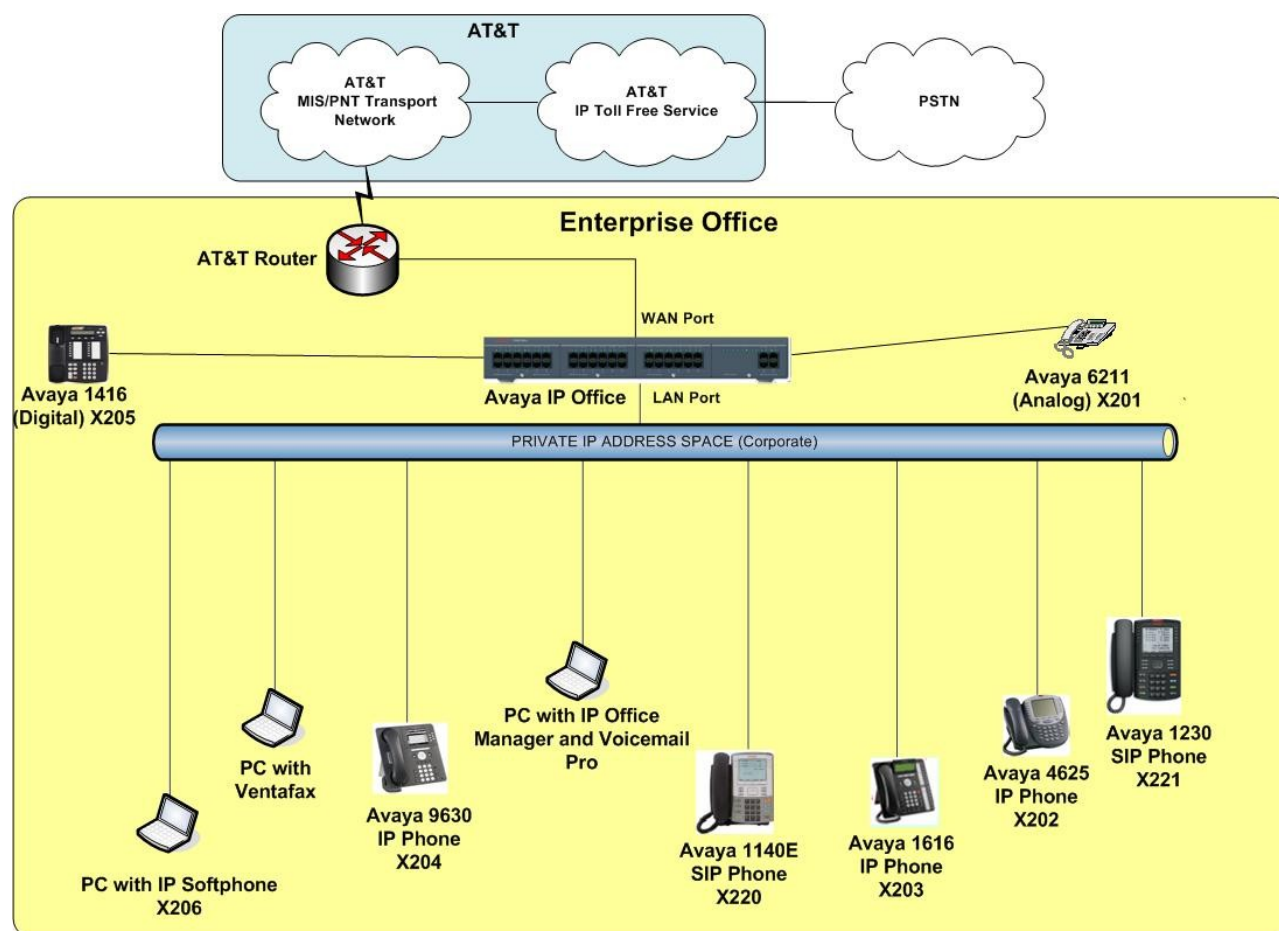 AT&T
AT&T
MIS/PNT Transport
Network
AT&T
IP Toll Free Service
PSTN
Enterprise Office
AT&T Router
WAN Port
Avaya 1416
(Digital) X205
Avaya IP Office
LAN Port
Avaya 6211
(Analog) X201
PRIVATE IP ADDRESS SPACE (Corporate)
PC with IP Softphone
X206
PC with
Ventafax
Avaya 9630
IP Phone
X204
PC with IP Office
Manager and Voicemail
Pro
Avaya 1140E
SIP Phone
X220
Avaya 1616
IP Phone
X203
Avaya 4625
IP Phone
X202
Avaya 1230
SIP Phone
X221